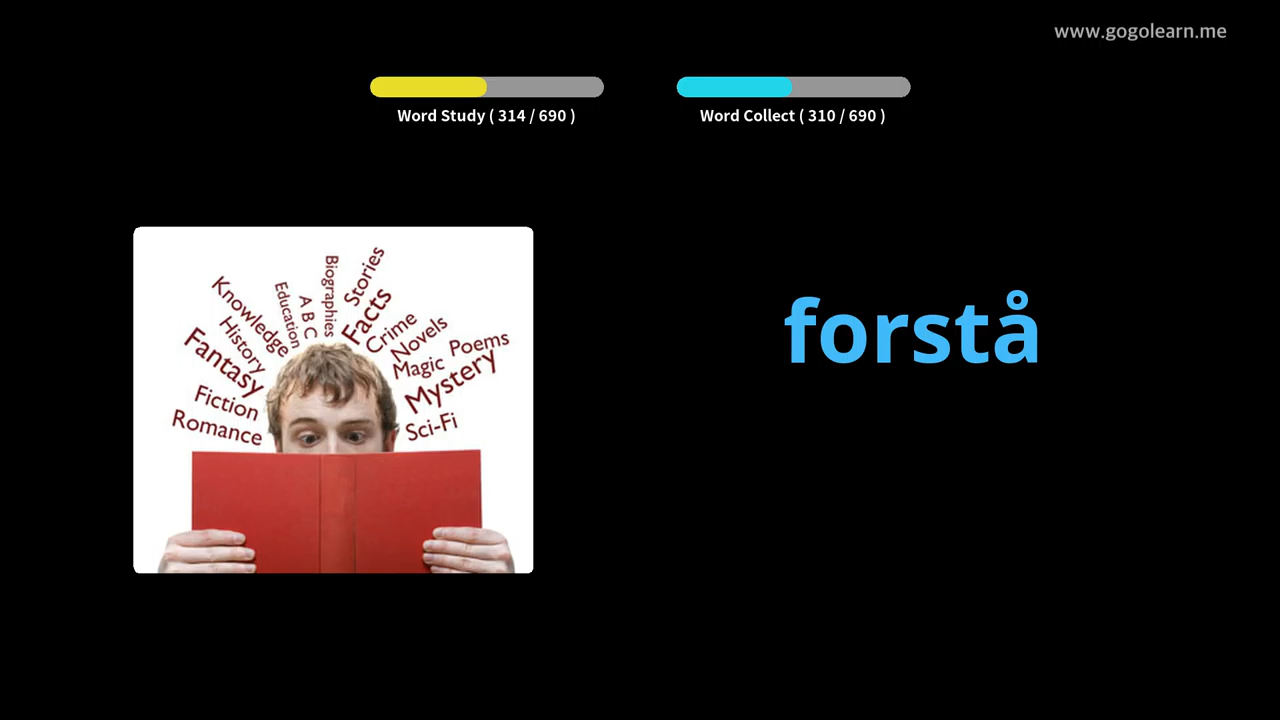 www.gogolearn.me
Word Study ( 314 / 690 )
Word Collect ( 310 / 690 )
Biographies
Stories
Education
A B C
Facts
Knowledge
Crime
History
Novels
Fantasy
Magic
Poems
Mystery
Fiction
Romance
Sci-Fi
forstå